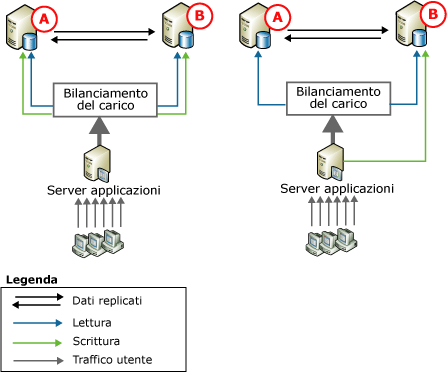 A
B
Bilanciamento
del carico
Server applicazioni
A
B
Bilanciamento
del carico
Server applicazioni
Legenda
Dati replicati
Lettura
Scrittura
Traffico utente